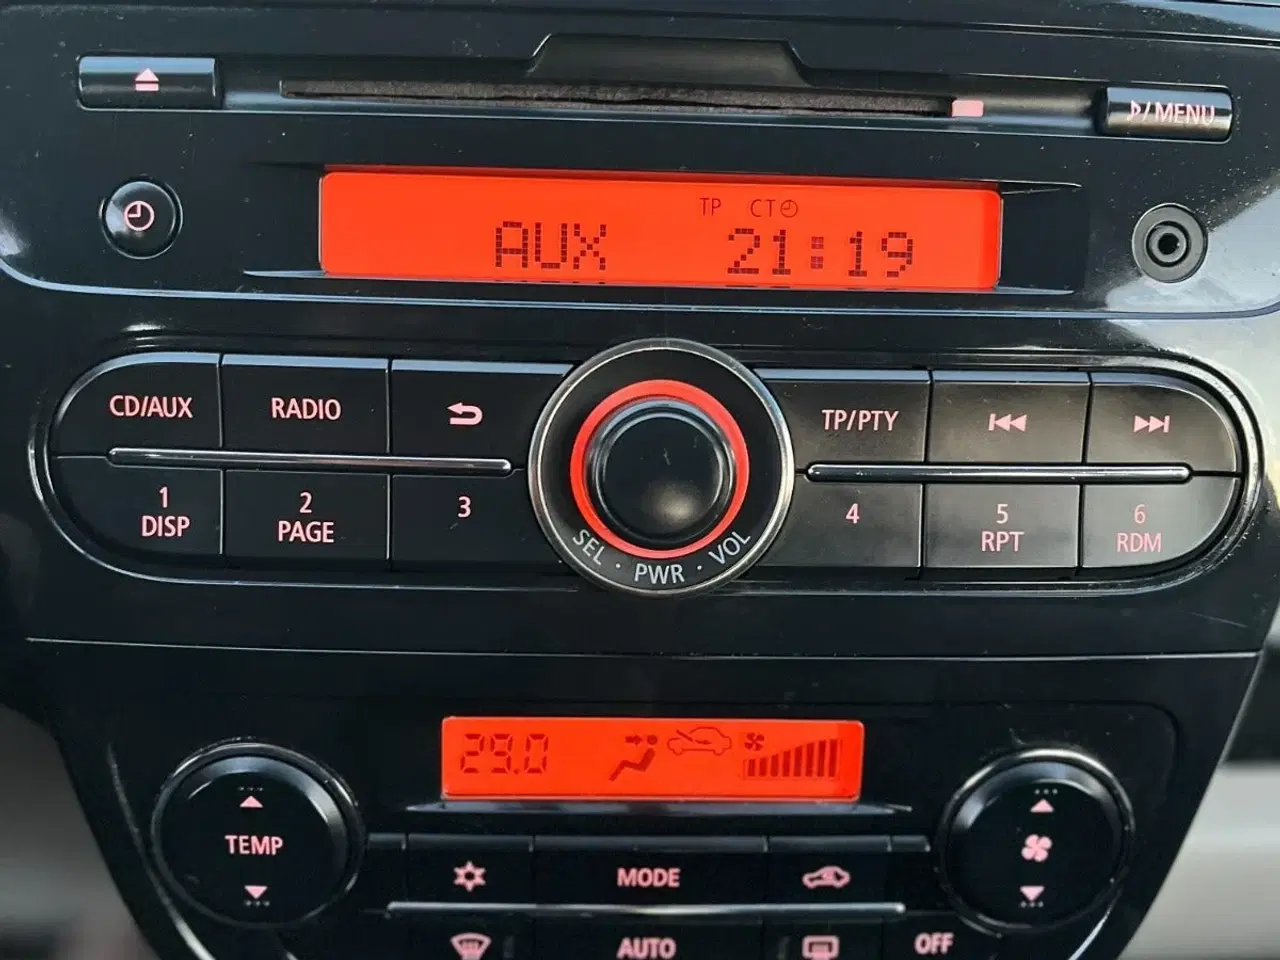 ♪/MENU
TP CT
AUX 21:19
CD/AUX RADIO TP/PTY
1 2 3 4 5 6
DISP PAGE RPT RDM
SEL · PWR · VOL
29.0
TEMP
MODE
AUTO OFF